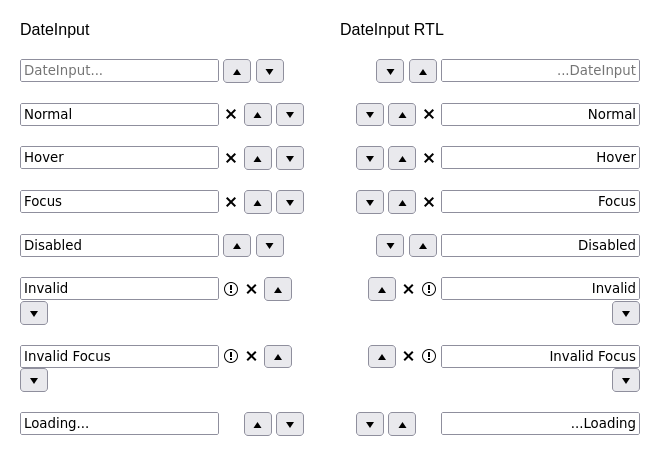 DateInput
DateInput...
Normal
Hover
Focus
Disabled
Invalid
Invalid Focus
Loading...
DateInput RTL
...DateInput
Normal
Hover
Focus
Disabled
Invalid
Invalid Focus
...Loading